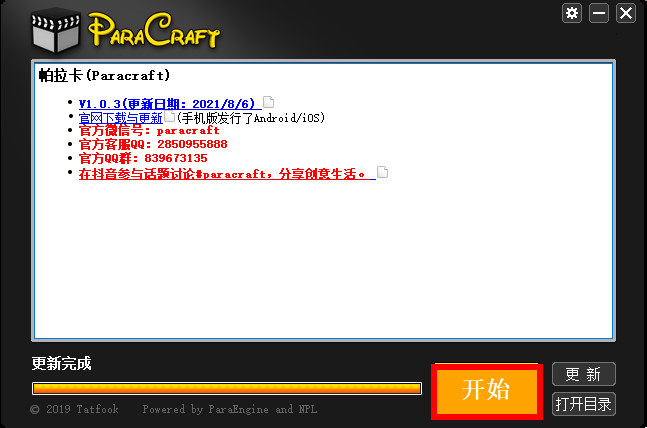 PARACRAFT
帕拉卡(Paracraft)
V1.0.3(更新日期: 2021/8/6)
官网下载与更新(手机版发行了Android/iOS)
官方微信号: paracraft
官方客服QQ: 2850955888
官方QQ群: 839673135
在抖音参与话题讨论#paracraft，分享创意生活。
更新完成
开始
更 新
打开目录
© 2019 Tatfook Powered by ParaEngine and NPL